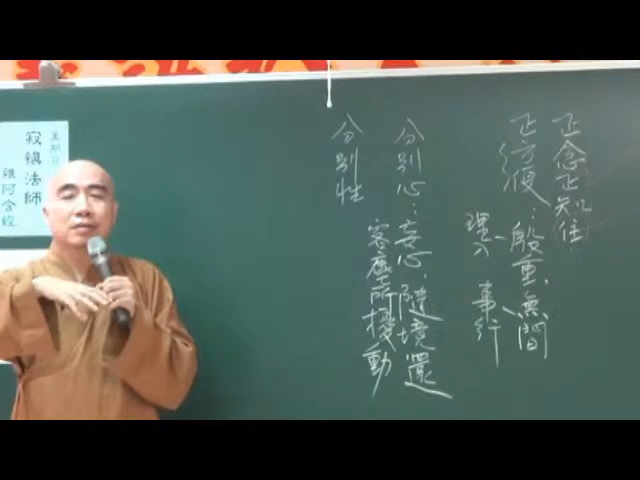 正念正知住
正方便：殷重、無間
理入 事行
分別心：妄心，隨境還
客塵所擾動
分別性
寂禛法師
雜阿含經